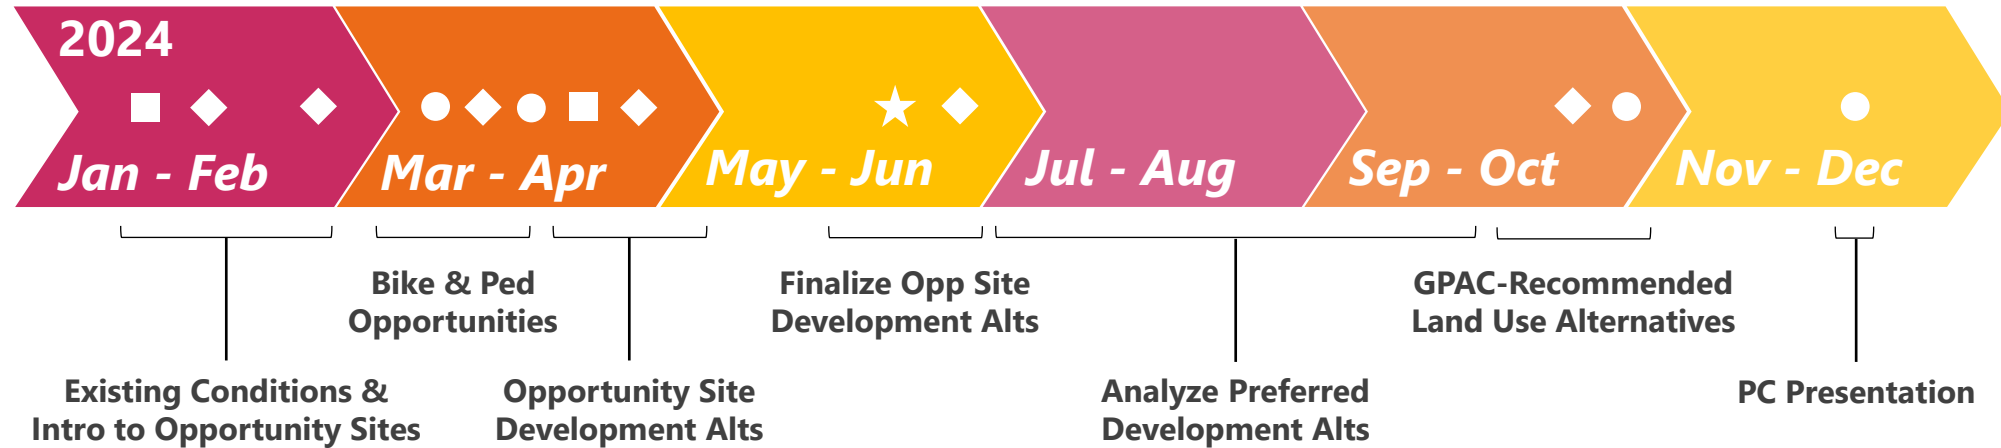 2024
Jan - Feb
Mar - Apr
May - Jun
Jul - Aug
Sep - Oct
Nov - Dec
Bike & Ped
Opportunities
Finalize Opp Site
Development Alts
GPAC-Recommended
Land Use Alternatives
Existing Conditions &
Intro to Opportunity Sites
Opportunity Site
Development Alts
Analyze Preferred
Development Alts
PC Presentation